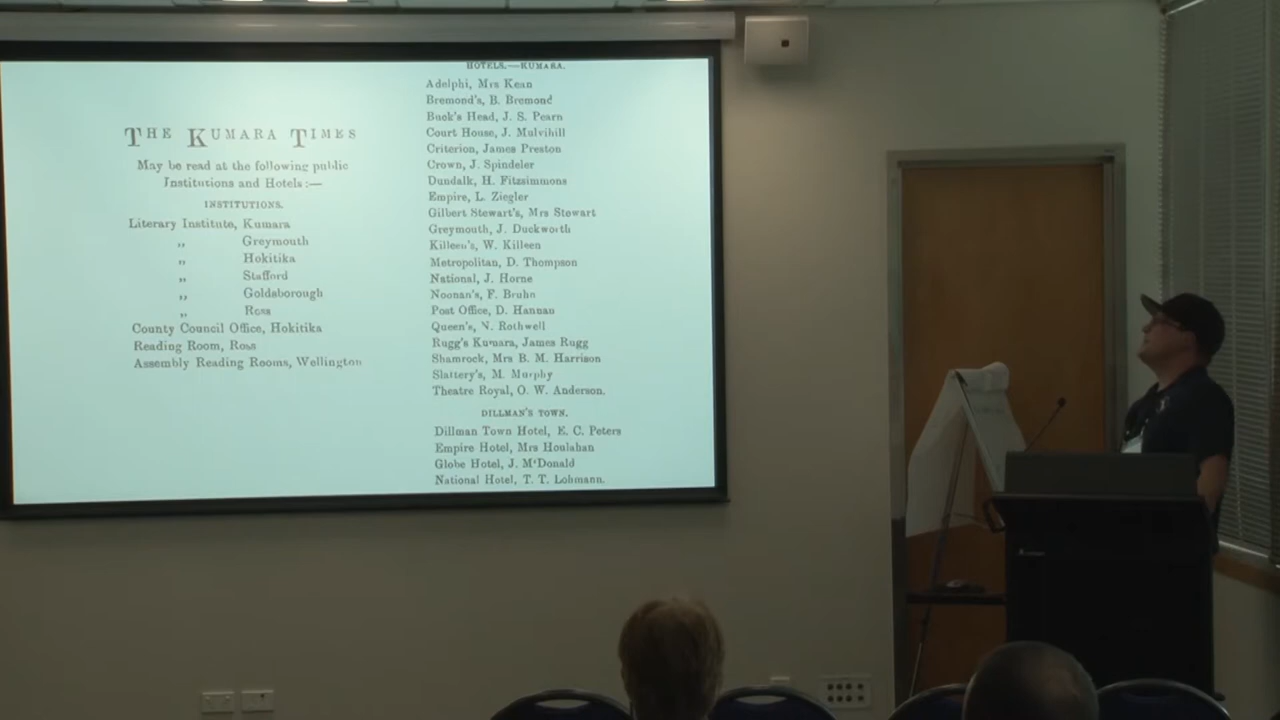 THE KUMARA TIMES
May be read at the following public
Institutions and Hotels:—
INSTITUTIONS.
Literary Institute, Kumara
„ Greymouth
„ Hokitika
„ Stafford
„ Goldsborough
„ Ross
County Council Office, Hokitika
Reading Room, Ross
Assembly Reading Rooms, Wellington
HOTELS.—KUMARA.
Adelphi, Mrs Kean
Bremond's, B. Bremond
Buck's Head, J. S. Pearn
Court House, J. Mulvihill
Criterion, James Preston
Crown, J. Spindeler
Dundalk, H. Fitzsimmons
Empire, L. Ziegler
Gilbert Stewart's, Mrs Stewart
Greymouth, J. Duckworth
Killeen's, W. Killeen
Metropolitan, D. Thompson
National, J. Horne
Noonan's, F. Bruhn
Post Office, D. Hannan
Queen's, N. Rothwell
Rugg's Kumara, James Rugg
Shamrock, Mrs B. M. Harrison
Slattery's, M. Murphy
Theatre Royal, O. W. Anderson.
DILLMAN'S TOWN.
Dillman Town Hotel, E. C. Peters
Empire Hotel, Mrs Houlahan
Globe Hotel, J. M'Donald
National Hotel, T. T. Lohmann.